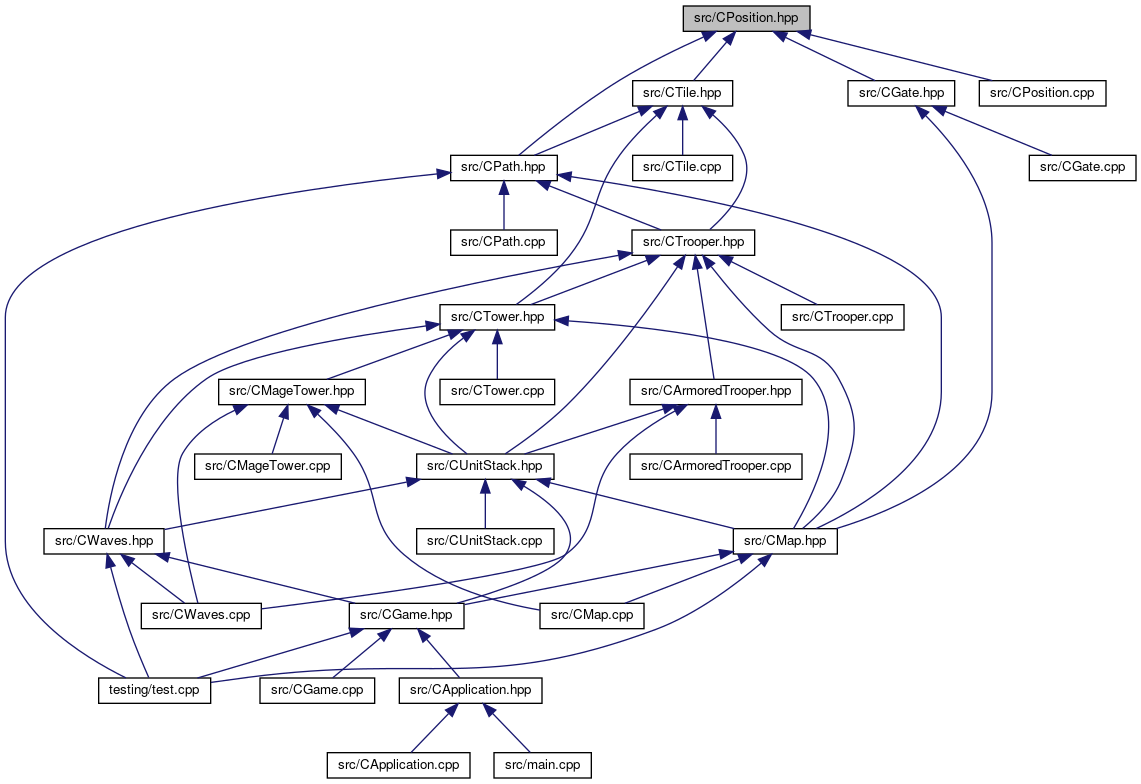 src/CPosition.hpp
src/CTile.hpp
src/CGate.hpp
src/CPosition.cpp
src/CPath.hpp
src/CTile.cpp
src/CGate.cpp
src/CPath.cpp
src/CTrooper.hpp
src/CTower.hpp
src/CTrooper.cpp
src/CMageTower.hpp
src/CTower.cpp
src/CArmoredTrooper.hpp
src/CMageTower.cpp
src/CUnitStack.hpp
src/CArmoredTrooper.cpp
src/CWaves.hpp
src/CUnitStack.cpp
src/CMap.hpp
src/CWaves.cpp
src/CGame.hpp
src/CMap.cpp
testing/test.cpp
src/CGame.cpp
src/CApplication.hpp
src/CApplication.cpp
src/main.cpp